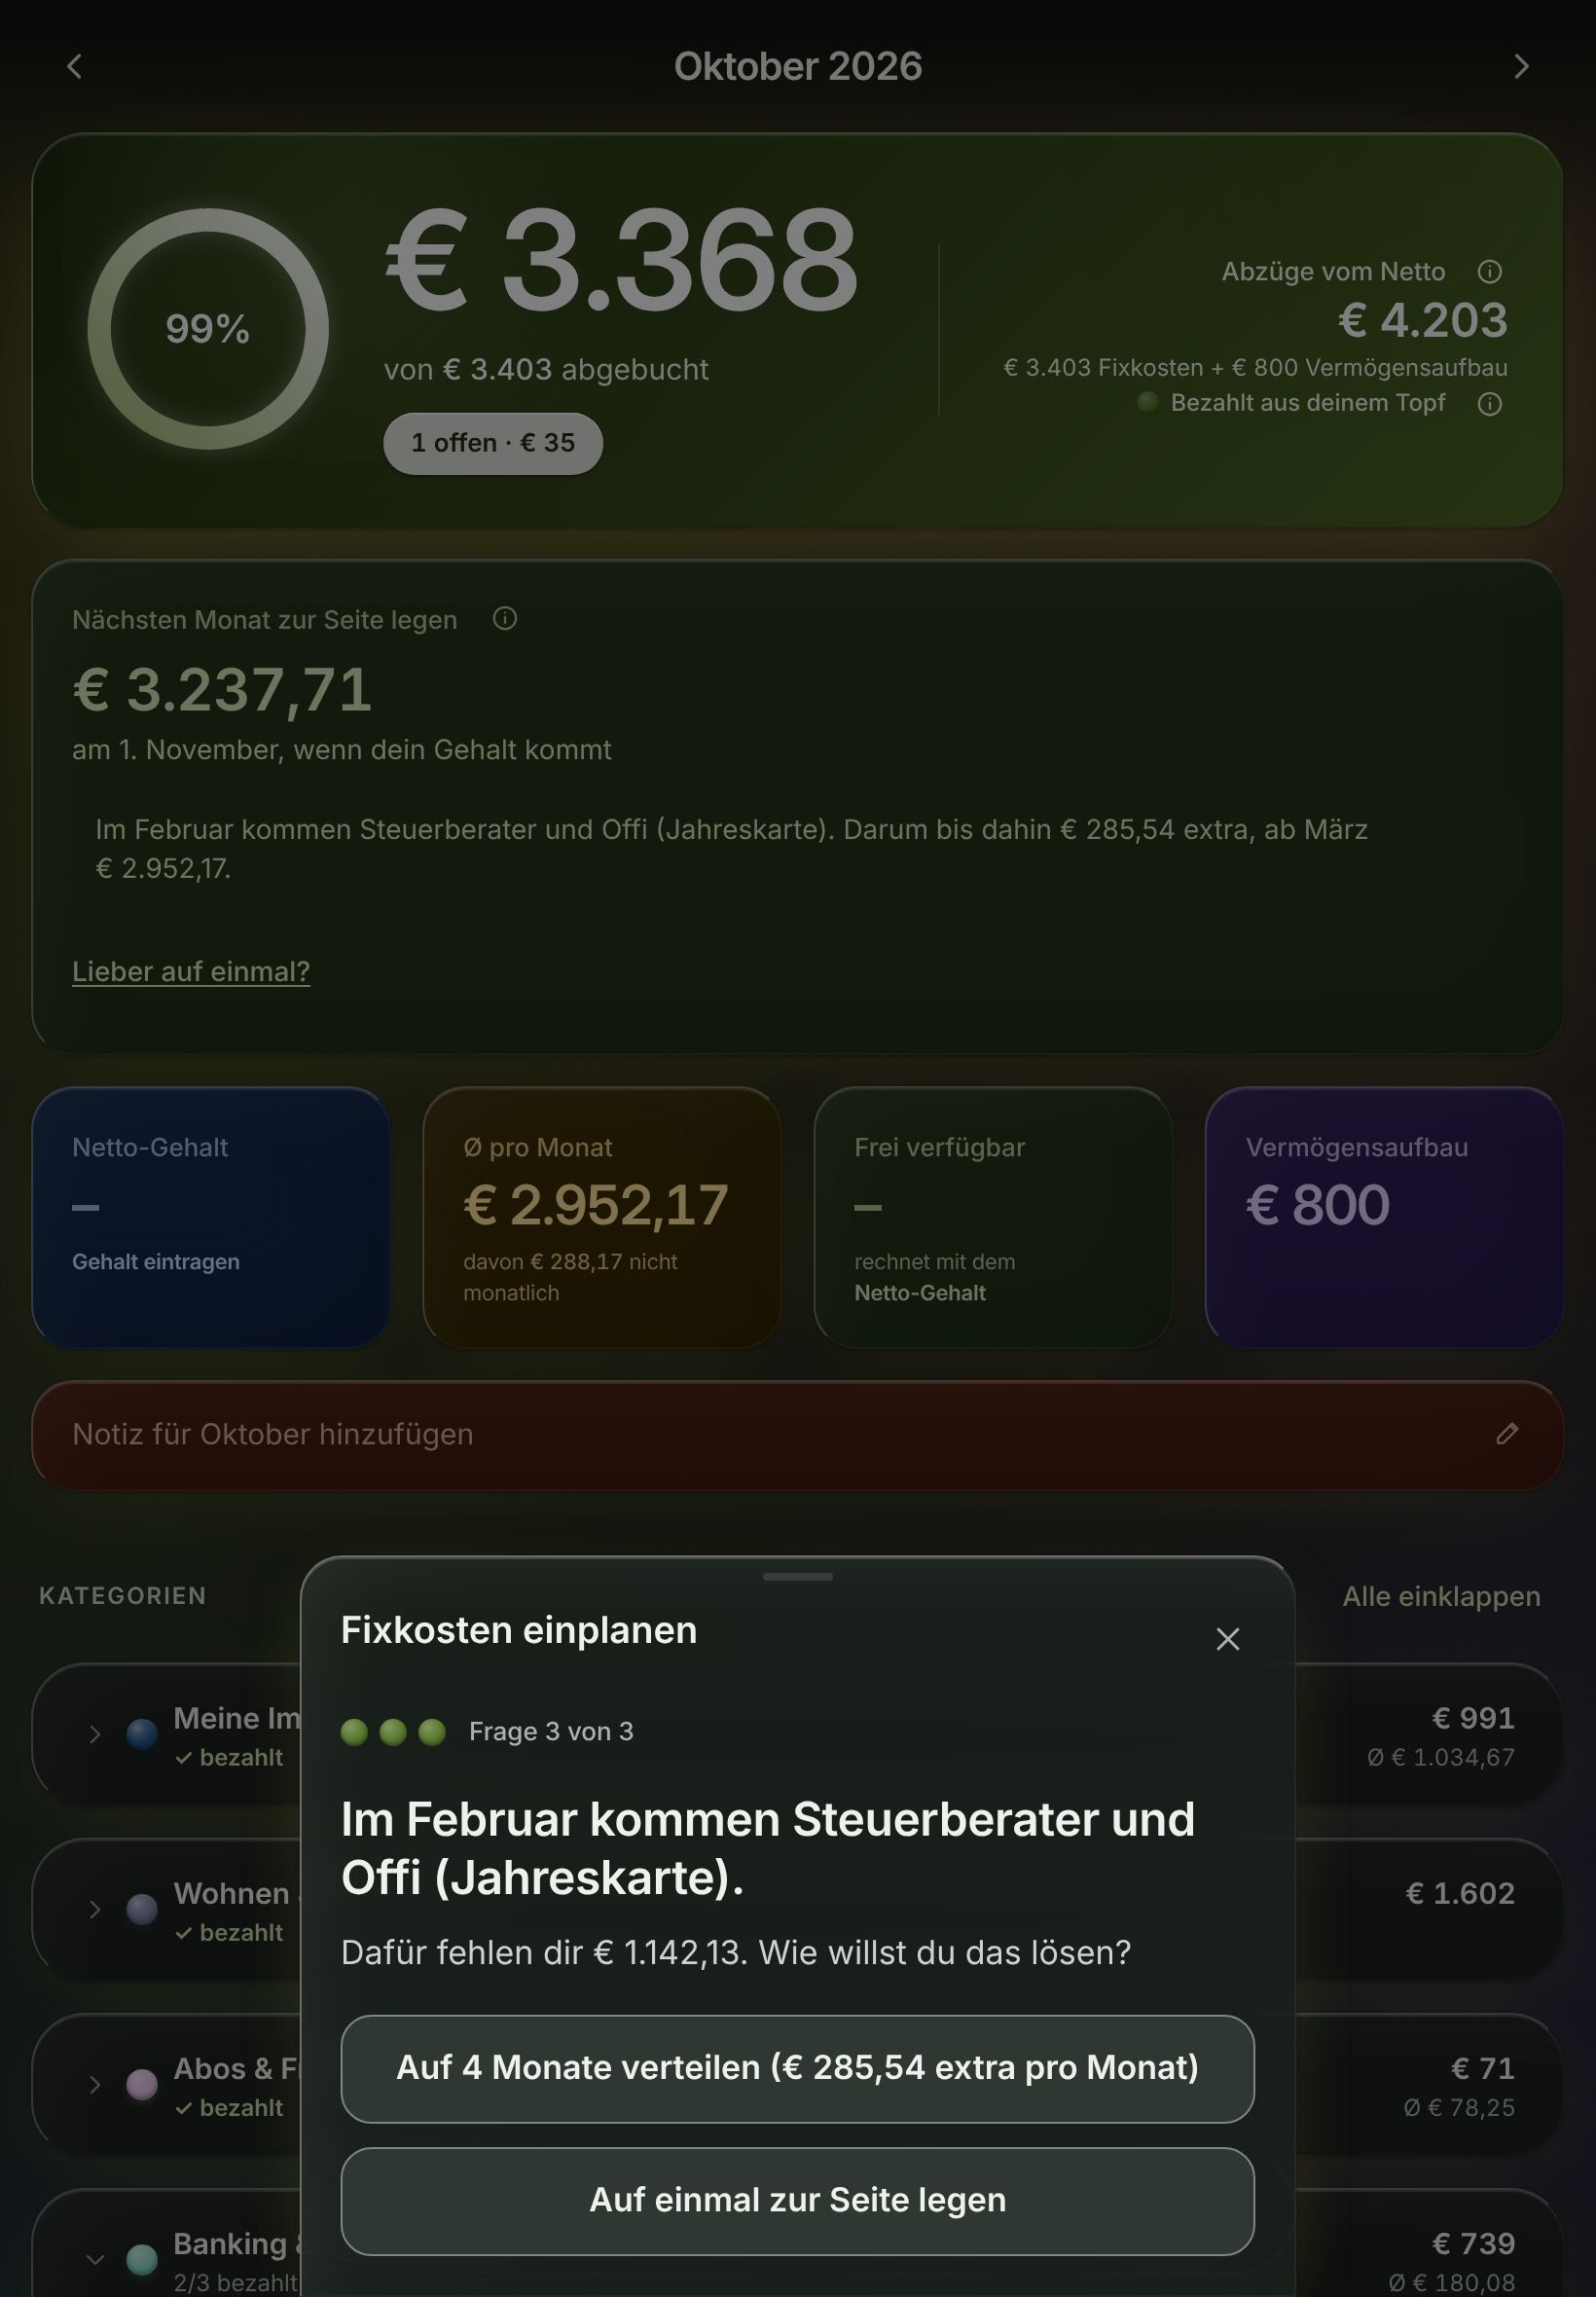 Oktober 2026
99%
€ 3.368
von € 3.403 abgebucht
1 offen · € 35
Abzüge vom Netto
€ 4.203
€ 3.403 Fixkosten + € 800 Vermögensaufbau
Bezahlt aus deinem Topf
Nächsten Monat zur Seite legen
€ 3.237,71
am 1. November, wenn dein Gehalt kommt
Im Februar kommen Steuerberater und Offi (Jahreskarte). Darum bis dahin € 285,54 extra, ab März
€ 2.952,17.
Lieber auf einmal?
Netto-Gehalt
–
Gehalt eintragen
Ø pro Monat
€ 2.952,17
davon € 288,17 nicht
monatlich
Frei verfügbar
–
rechnet mit dem
Netto-Gehalt
Vermögensaufbau
€ 800
Notiz für Oktober hinzufügen
KATEGORIEN
Alle einklappen
Meine Im
✓ bezahlt
€ 991
Ø € 1.034,67
Wohnen
✓ bezahlt
€ 1.602
Abos & F
✓ bezahlt
€ 71
Ø € 78,25
Banking &
2/3 bezahlt
€ 739
Ø € 180,08
Fixkosten einplanen
Frage 3 von 3
Im Februar kommen Steuerberater und
Offi (Jahreskarte).
Dafür fehlen dir € 1.142,13. Wie willst du das lösen?
Auf 4 Monate verteilen (€ 285,54 extra pro Monat)
Auf einmal zur Seite legen